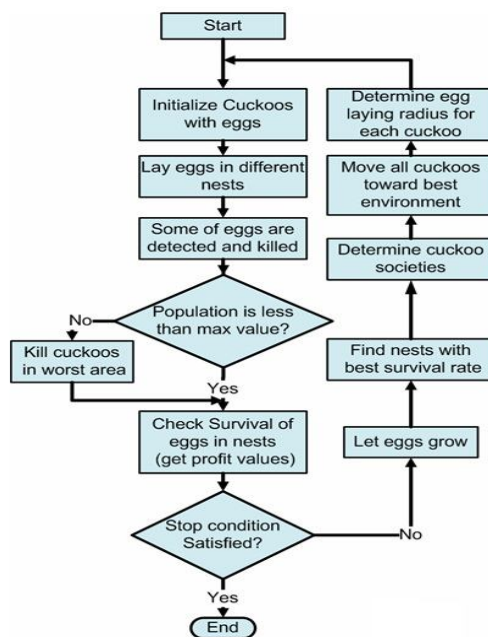 Start
Initialize Cuckoos
with eggs
Lay eggs in different
nests
Some of eggs are
detected and killed
Population is less
than max value?
No
Kill cuckoos
in worst area
Yes
Check Survival of
eggs in nests
(get profit values)
Stop condition
Satisfied?
No
Yes
End
Let eggs grow
Find nests with
best survival rate
Determine cuckoo
societies
Move all cuckoos
toward best
environment
Determine egg
laying radius for
each cuckoo